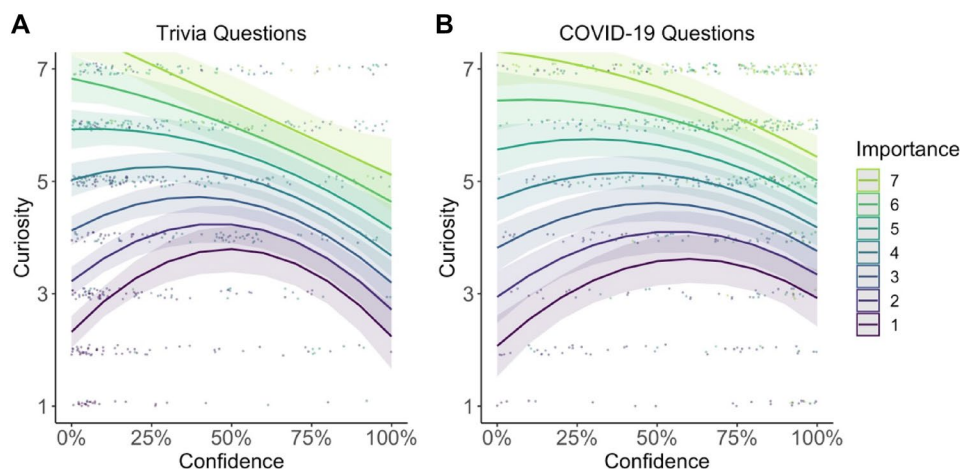 A
Trivia Questions
7
5
3
1
Curiosity
0%
25%
50%
75%
100%
Confidence
B
COVID-19 Questions
7
5
3
1
Curiosity
0%
25%
50%
75%
100%
Confidence
Importance
7
6
5
4
3
2
1